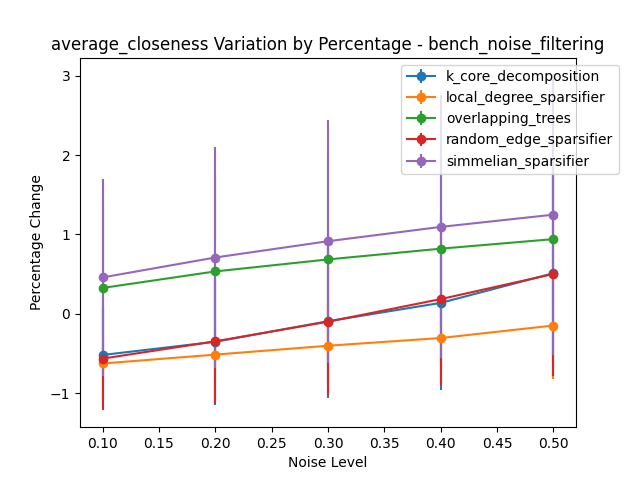 average_closeness Variation by Percentage - bench_noise_filtering
k_core_decomposition
local_degree_sparsifier
overlapping_trees
random_edge_sparsifier
simmelian_sparsifier
Percentage Change
3
2
1
0
−1
0.10 0.15 0.20 0.25 0.30 0.35 0.40 0.45 0.50
Noise Level